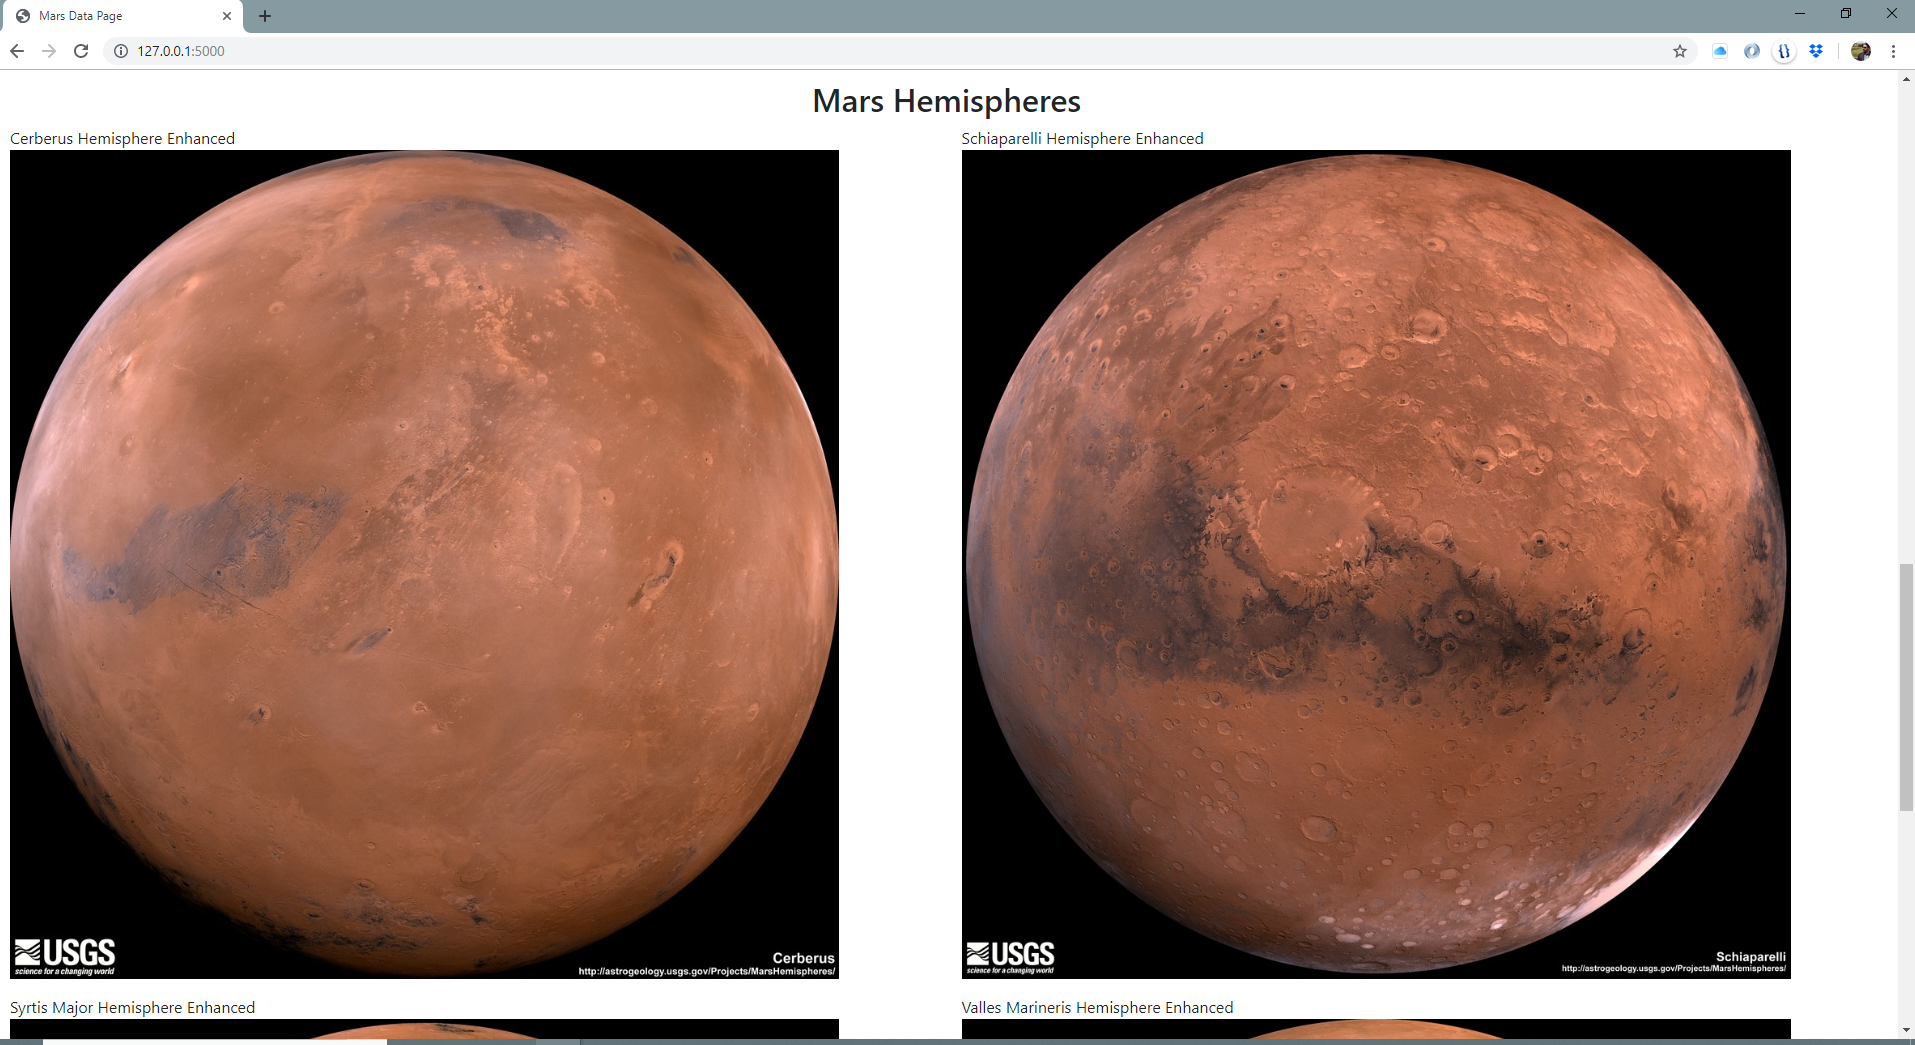 Mars Data Page
127.0.0.1:5000
Mars Hemispheres
Cerberus Hemisphere Enhanced
Schiaparelli Hemisphere Enhanced
USGS
science for a changing world
Cerberus
http://astrogeology.usgs.gov/Projects/MarsHemispheres/
USGS
science for a changing world
Schiaparelli
http://astrogeology.usgs.gov/Projects/MarsHemispheres/
Syrtis Major Hemisphere Enhanced
Valles Marineris Hemisphere Enhanced